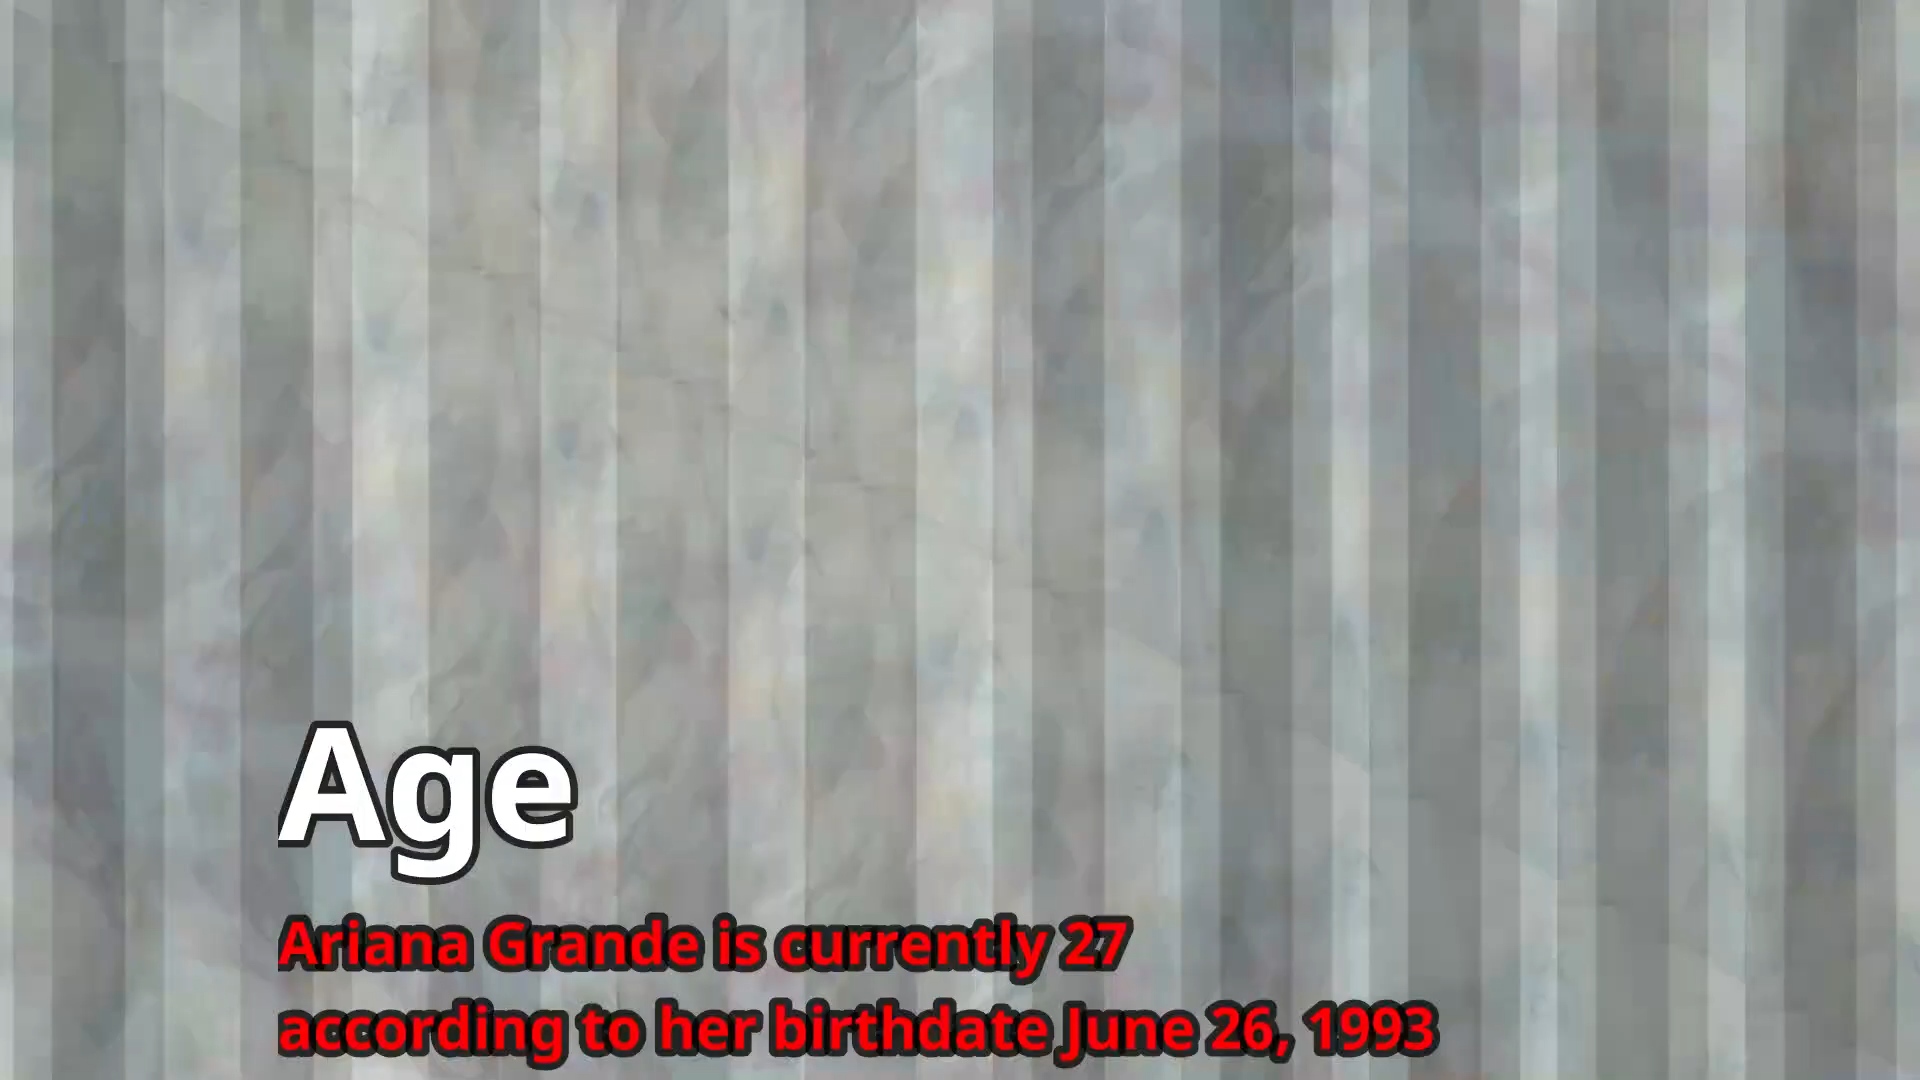 Age
Ariana Grande is currently 27
according to her birthdate June 26, 1993